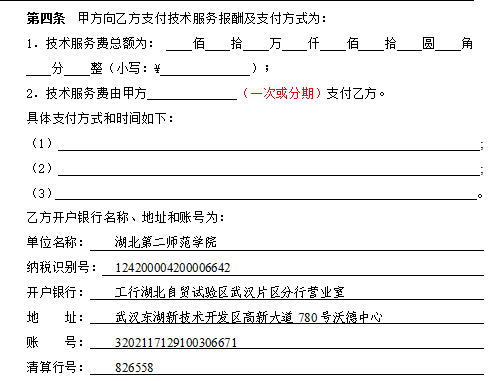 第四条 甲方向乙方支付技术服务报酬及支付方式为：
1．技术服务费总额为： ____佰____拾____万____仟____佰____拾____圆____角
____分____整（小写：¥______________）；
2．技术服务费由甲方______________（一次或分期）支付乙方。
具体支付方式和时间如下：
（1）____________________________________________________________；
（2）____________________________________________________________；
（3）____________________________________________________________。
乙方开户银行名称、地址和账号为：
单位名称： 湖北第二师范学院
纳税识别号： 124200004200006642
开户银行： 工行湖北自贸试验区武汉片区分行营业室
地 址： 武汉东湖新技术开发区高新大道 780 号沃德中心
账 号： 3202117129100306671
清算行号： 826558